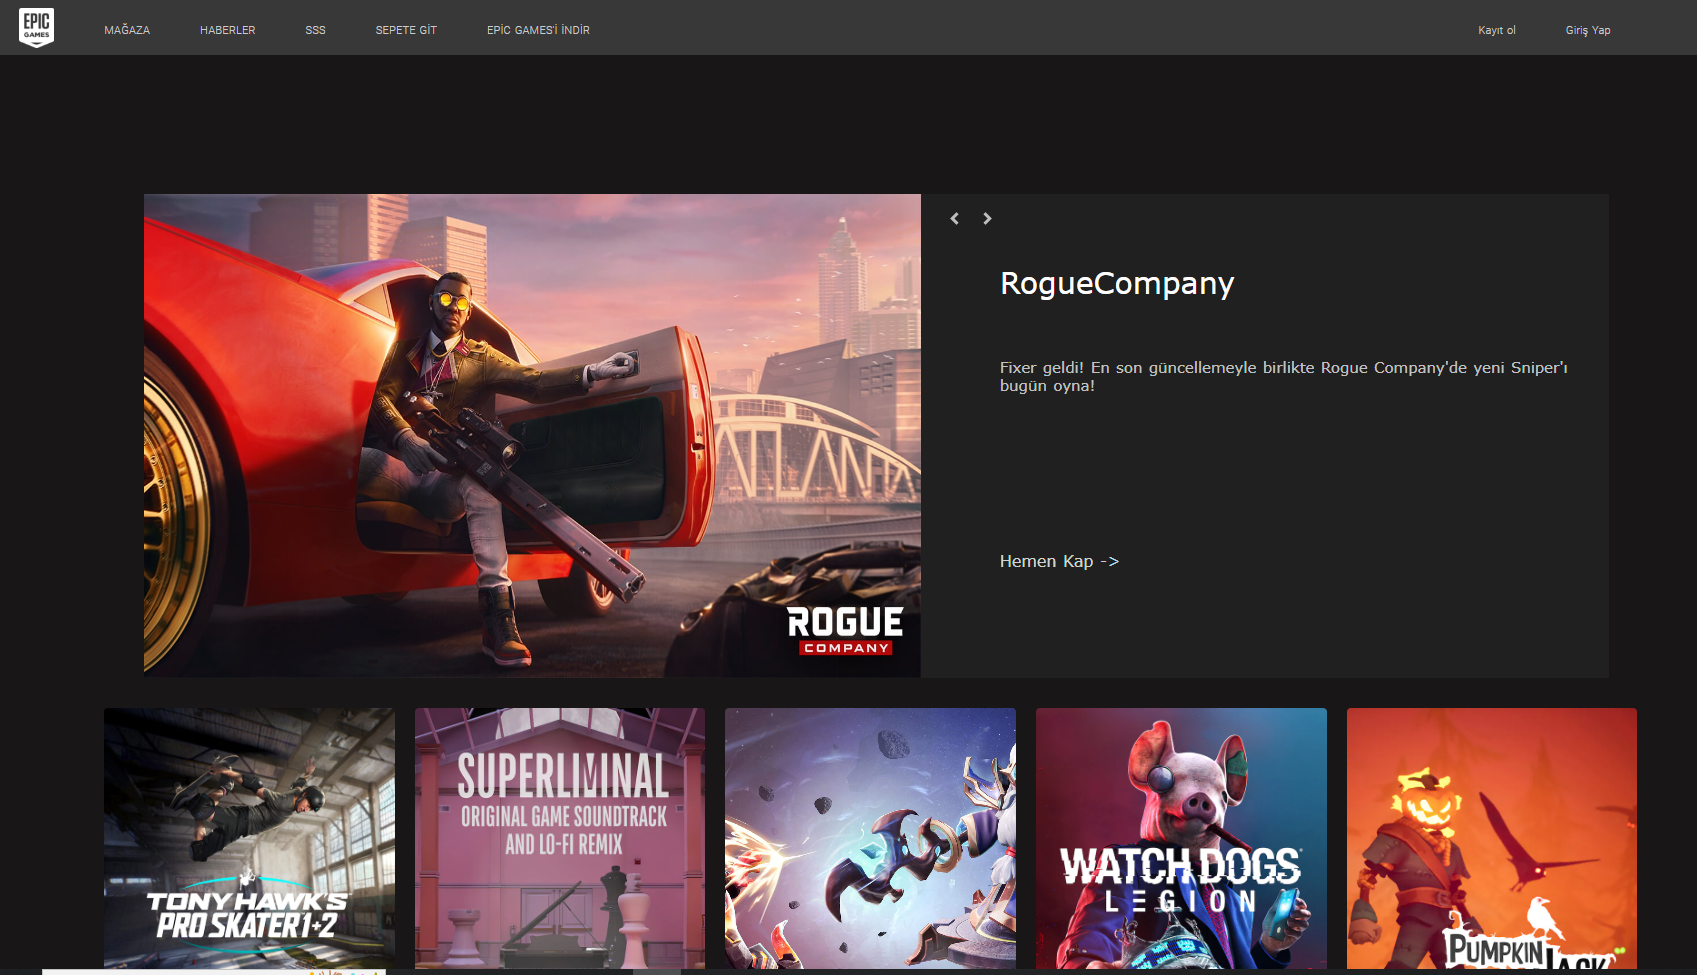 EPIC
GAMES
MAĞAZA
HABERLER
SSS
SEPETE GİT
EPİC GAMES'İ İNDİR
Kayıt ol
Giriş Yap
RogueCompany
Fixer geldi! En son güncellemeyle birlikte Rogue Company'de yeni Sniper'ı
bugün oyna!
Hemen Kap ->
ROGUE
COMPANY
TONY HAWK'S
PRO SKATER 1+2
SUPERLIMINAL
ORIGINAL GAME SOUNDTRACK
AND LO-FI REMIX
WATCH DOGS
LEGION
PUMPKIN
JACK